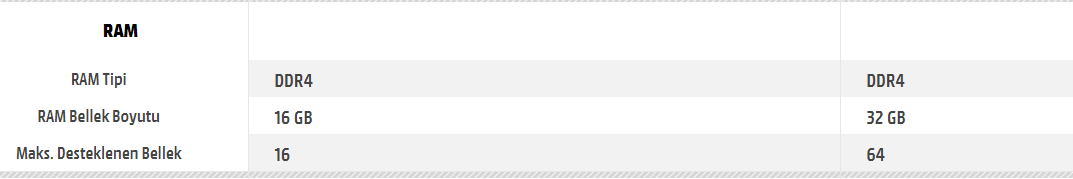 RAM
RAM Tipi DDR4 DDR4
RAM Bellek Boyutu 16 GB 32 GB
Maks. Desteklenen Bellek 16 64